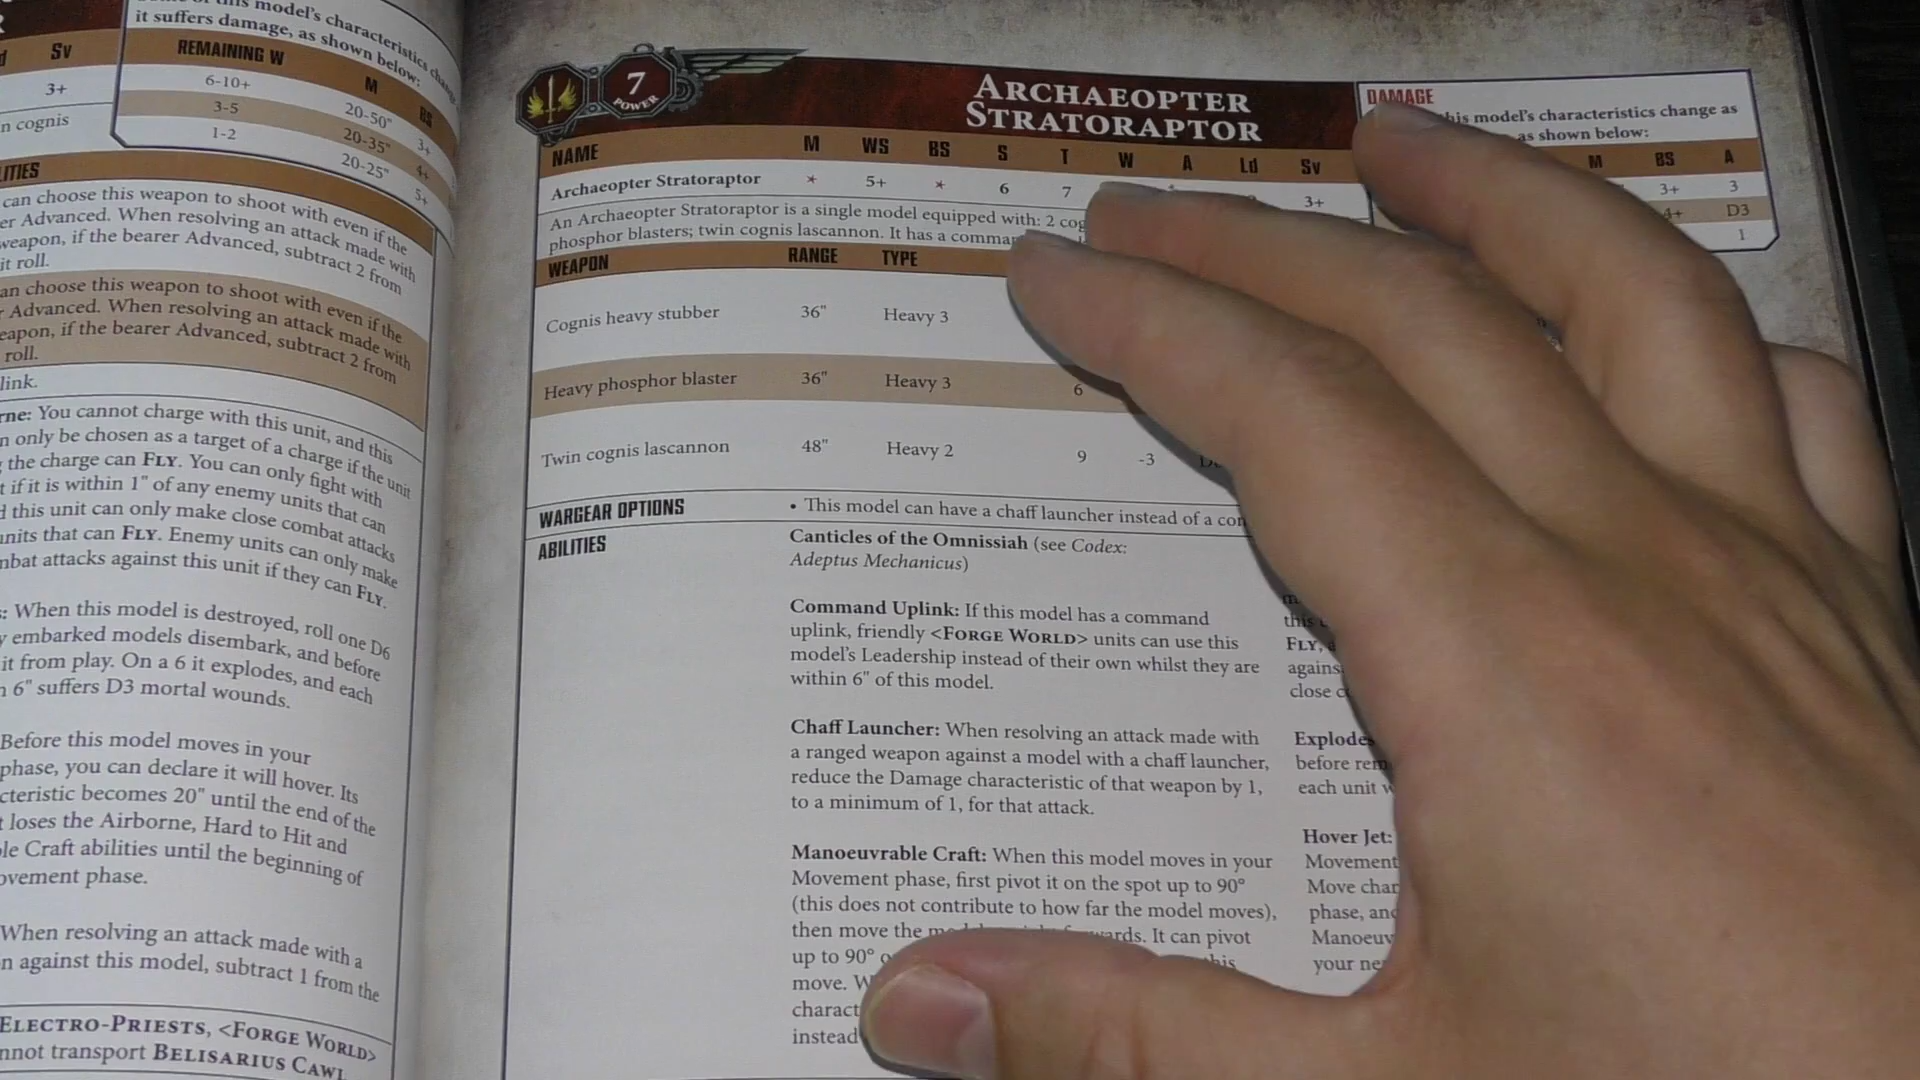 Sv
3+
n cognis
this model's characteristics
it suffers damage, as shown below:
REMAINING W
M
BS
6-10+
20-50"
3+
3-5
20-35"
4+
1-2
20-25"
5+
can choose this weapon to shoot with even if the
er Advanced. When resolving an attack made with
weapon, if the bearer Advanced, subtract 2 from
it roll.
an choose this weapon to shoot with even if the
r Advanced. When resolving an attack made with
eapon, if the bearer Advanced, subtract 2 from
roll.
link.
rne: You cannot charge with this unit, and this
n only be chosen as a target of a charge if the unit
the charge can FLY. You can only fight with
t if it is within 1" of any enemy units that can
d this unit can only make close combat attacks
units that can FLY. Enemy units can only make
mbat attacks against this unit if they can FLY.
s: When this model is destroyed, roll one D6
y embarked models disembark, and before
it from play. On a 6 it explodes, and each
n 6" suffers D3 mortal wounds.
Before this model moves in your
phase, you can declare it will hover. Its
cteristic becomes 20" until the end of the
t loses the Airborne, Hard to Hit and
le Craft abilities until the beginning of
ovement phase.
When resolving an attack made with a
n against this model, subtract 1 from the
ELECTRO-PRIESTS, <FORGE WORLD>
nnot transport BELISARIUS CAWL
7
POWER
ARCHAEOPTER
STRATORAPTOR
NAME M WS BS S T W A Ld Sv
Archaeopter Stratoraptor * 5+ * 6 7 3+
An Archaeopter Stratoraptor is a single model equipped with: 2 cog
phosphor blasters; twin cognis lascannon. It has a comman
DAMAGE
this model's characteristics change as
as shown below:
M BS A
3+ 3
4+ D3
1
WEAPON RANGE TYPE
Cognis heavy stubber 36" Heavy 3
Heavy phosphor blaster 36" Heavy 3 6
Twin cognis lascannon 48" Heavy 2 9 -3
WARGEAR OPTIONS
• This model can have a chaff launcher instead of a con
ABILITIES
Canticles of the Omnissiah (see Codex:
Adeptus Mechanicus)
Command Uplink: If this model has a command
uplink, friendly <FORGE WORLD> units can use this
model's Leadership instead of their own whilst they are
within 6" of this model.
Chaff Launcher: When resolving an attack made with
a ranged weapon against a model with a chaff launcher,
reduce the Damage characteristic of that weapon by 1,
to a minimum of 1, for that attack.
Manoeuvrable Craft: When this model moves in your
Movement phase, first pivot it on the spot up to 90°
(this does not contribute to how far the model moves),
then move the rds. It can pivot
up to 90° this
move. W
charact
instead
this
FLY, a
against
close c
Explodes
before rem
each unit w
Hover Jet:
Movement
Move char
phase, and
Manoeuv
your ne